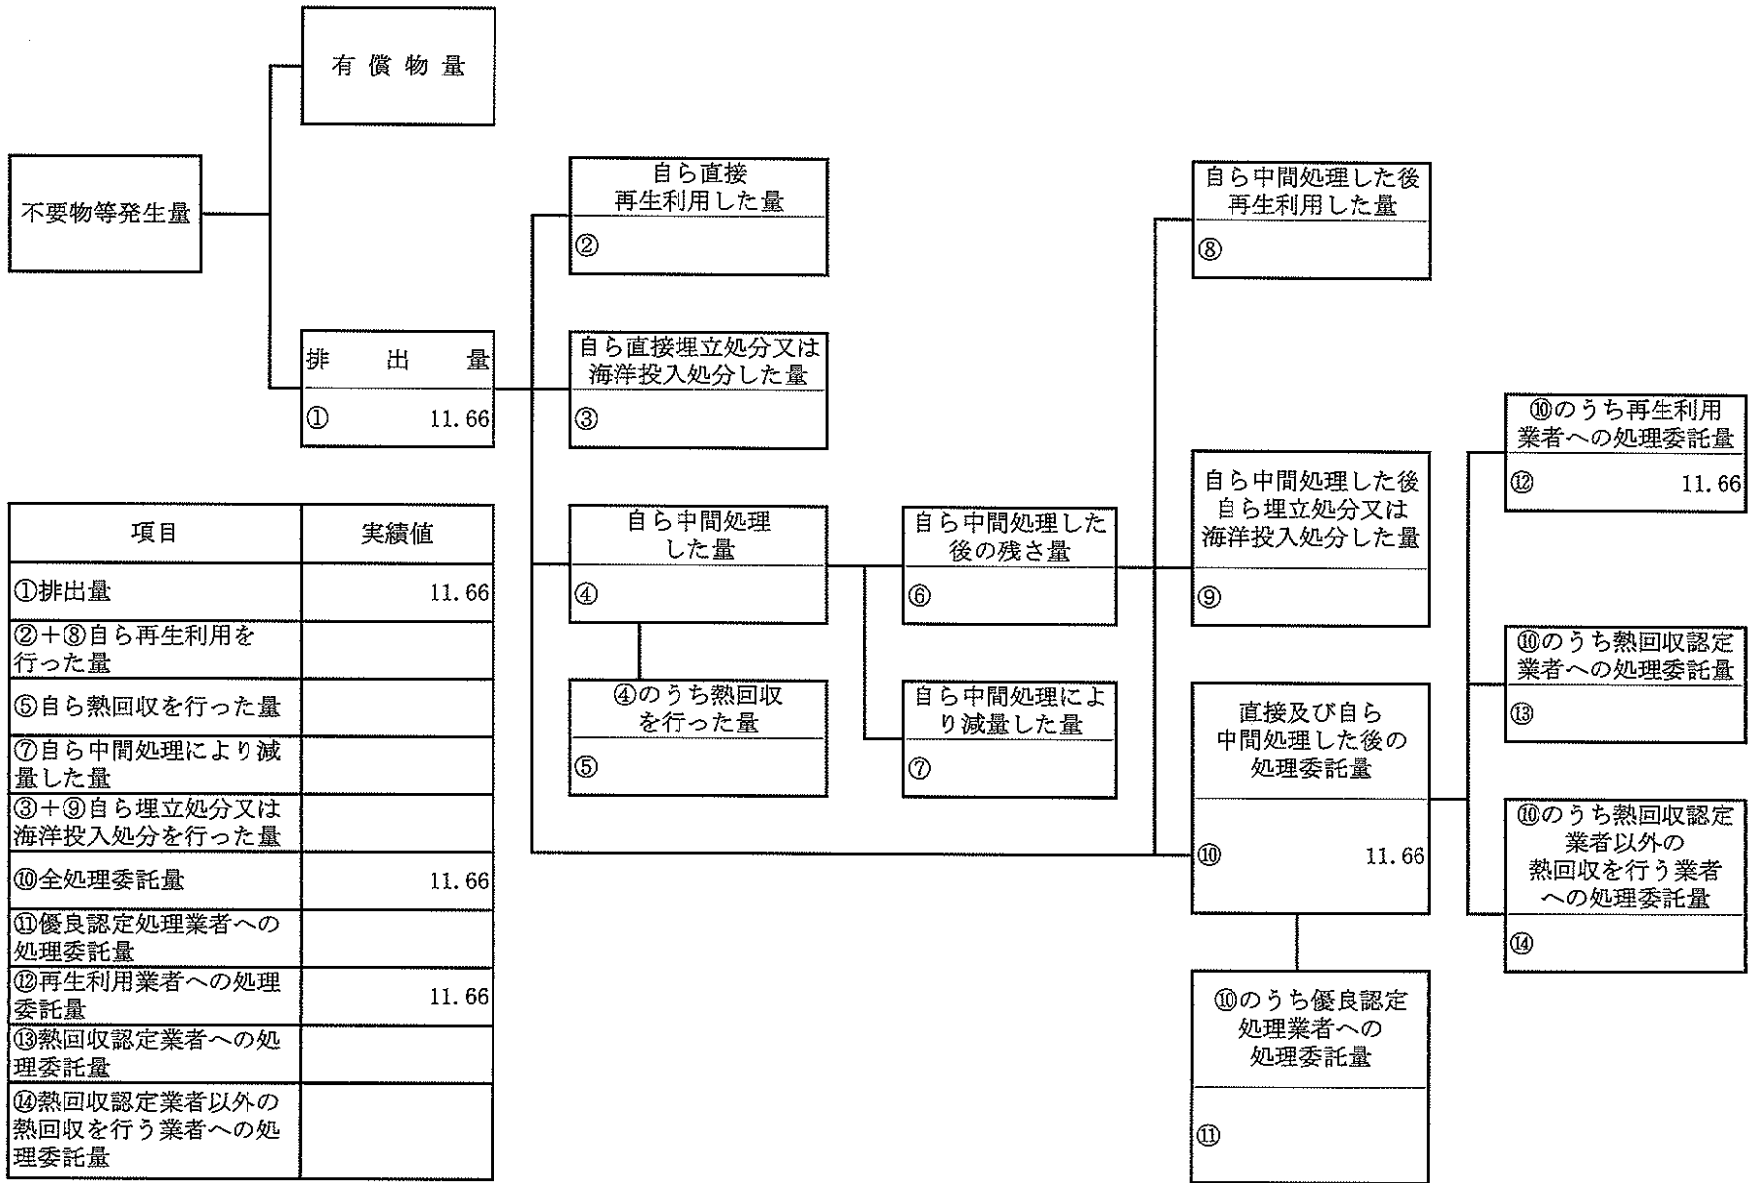 有 償 物 量
不要物等発生量
排 出 量
① 11.66
自ら直接
再生利用した量
②
自ら直接埋立処分又は
海洋投入処分した量
③
自ら中間処理
した量
④
④のうち熱回収
を行った量
⑤
自ら中間処理した
後の残さ量
⑥
自ら中間処理によ
り減量した量
⑦
自ら中間処理した後
再生利用した量
⑧
自ら中間処理した後
自ら埋立処分又は
海洋投入処分した量
⑨
直接及び自ら
中間処理した後の
処理委託量
⑩ 11.66
⑩のうち優良認定
処理業者への
処理委託量
⑪
⑩のうち再生利用
業者への処理委託量
⑫ 11.66
⑩のうち熱回収認定
業者への処理委託量
⑬
⑩のうち熱回収認定
業者以外の
熱回収を行う業者
への処理委託量
⑭
項目 実績値
①排出量 11.66
②+⑧自ら再生利用を
行った量
⑤自ら熱回収を行った量
⑦自ら中間処理により減
量した量
③+⑨自ら埋立処分又は
海洋投入処分を行った量
⑩全処理委託量 11.66
⑪優良認定処理業者への
処理委託量
⑫再生利用業者への処理
委託量 11.66
⑬熱回収認定業者への処
理委託量
⑭熱回収認定業者以外の
熱回収を行う業者への処
理委託量